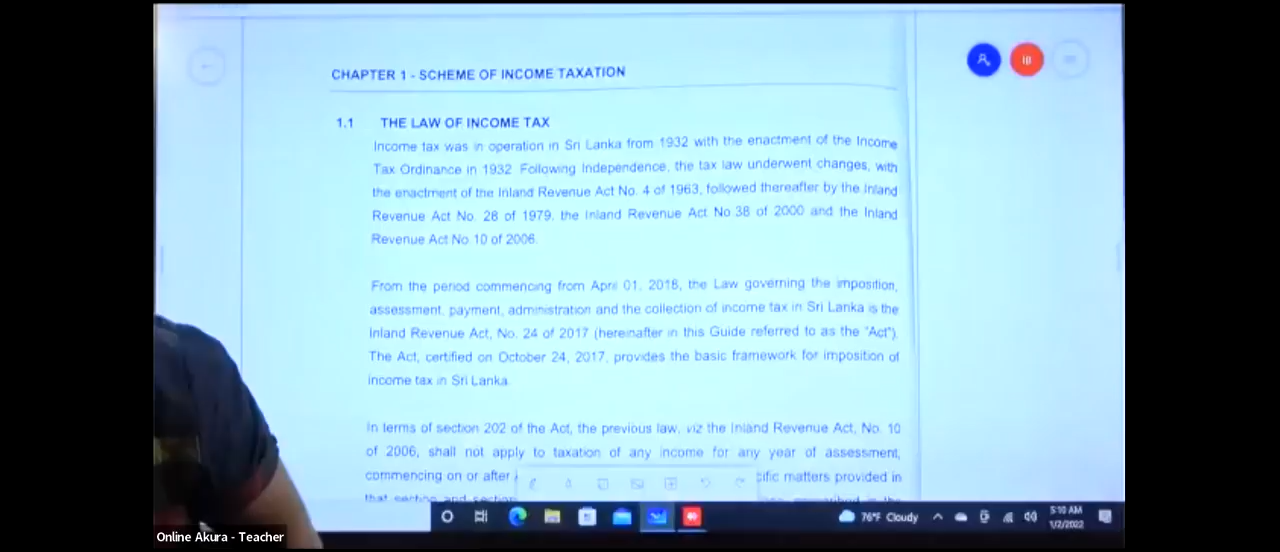 CHAPTER 1 - SCHEME OF INCOME TAXATION
1.1 THE LAW OF INCOME TAX
Income tax was in operation in Sri Lanka from 1932 with the enactment of the Income
Tax Ordinance in 1932 Following Independence, the tax law underwent changes, with
the enactment of the Inland Revenue Act No. 4 of 1963, followed thereafter by the Inland
Revenue Act No. 28 of 1979, the Inland Revenue Act No 38 of 2000 and the Inland
Revenue Act No 10 of 2006.
From the period commencing from April 01, 2018, the Law governing the imposition,
assessment, payment, administration and the collection of income tax in Sri Lanka is the
Inland Revenue Act, No. 24 of 2017 (hereinafter in this Guide referred to as the "Act").
The Act, certified on October 24, 2017, provides the basic framework for imposition of
income tax in Sri Lanka.
In terms of section 202 of the Act, the previous law, viz the Inland Revenue Act, No. 10
of 2006, shall not apply to taxation of any income for any year of assessment,
commencing on or after matters provided in
that section and
76°F Cloudy
5:10 AM
1/2/2022
Online Akura - Teacher